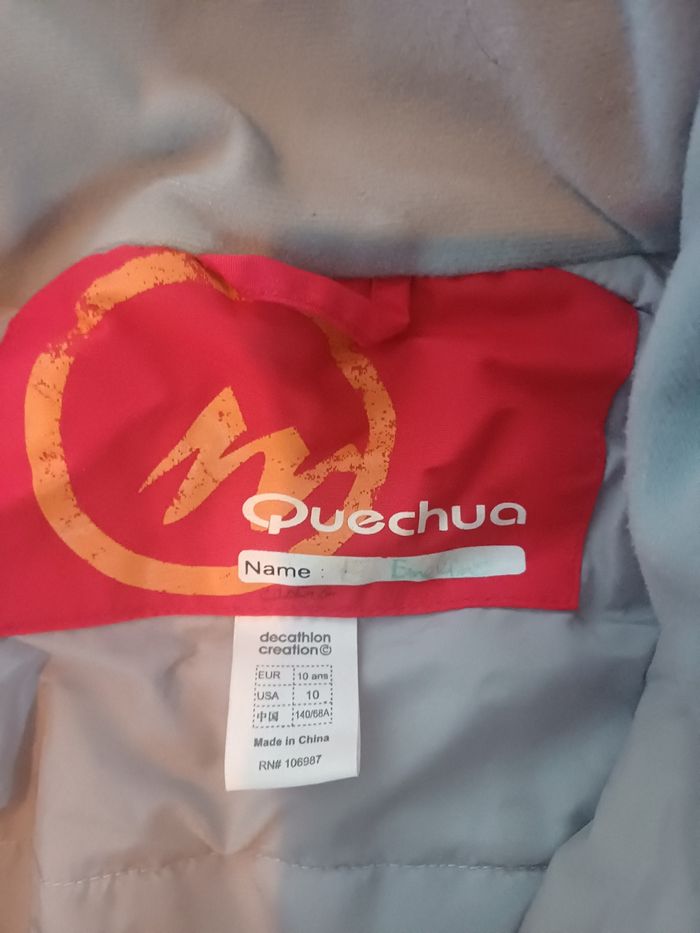 Quechua
Name :
decathlon
creation©
EUR 10 ans
USA 10
中国 140/68A
Made in China
RN# 106987